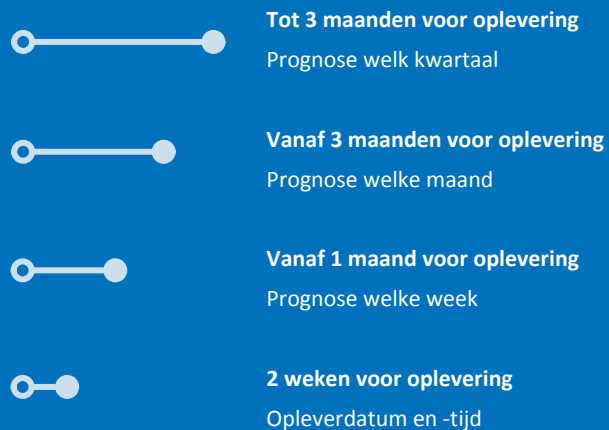 Tot 3 maanden voor oplevering
Prognose welk kwartaal
Vanaf 3 maanden voor oplevering
Prognose welke maand
Vanaf 1 maand voor oplevering
Prognose welke week
2 weken voor oplevering
Opleverdatum en -tijd